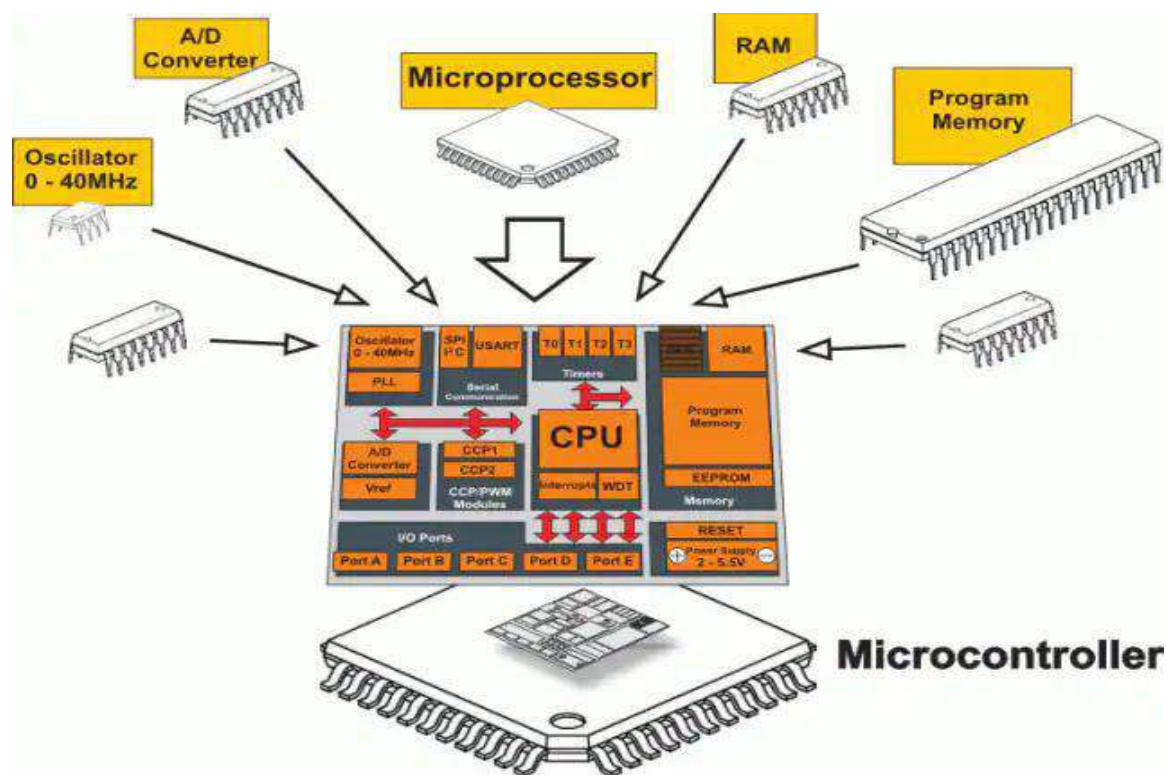 A/D
Converter
Microprocessor
RAM
Program
Memory
Oscillator
0 - 40MHz
Oscillator
0 - 40MHz
PLL
SPI
USART
Serial
Communication
T0 T1 T2 T3
Timers
RAM
Program
Memory
EEPROM
Memory
A/D
Converter
Vref
CCP1
CCP2
CCP/PWM
Modules
CPU
Interrupts WDT
I/O Ports
Port A Port B Port C Port D Port E
RESET
+ Power Supply -
2 - 5.5V
Microcontroller